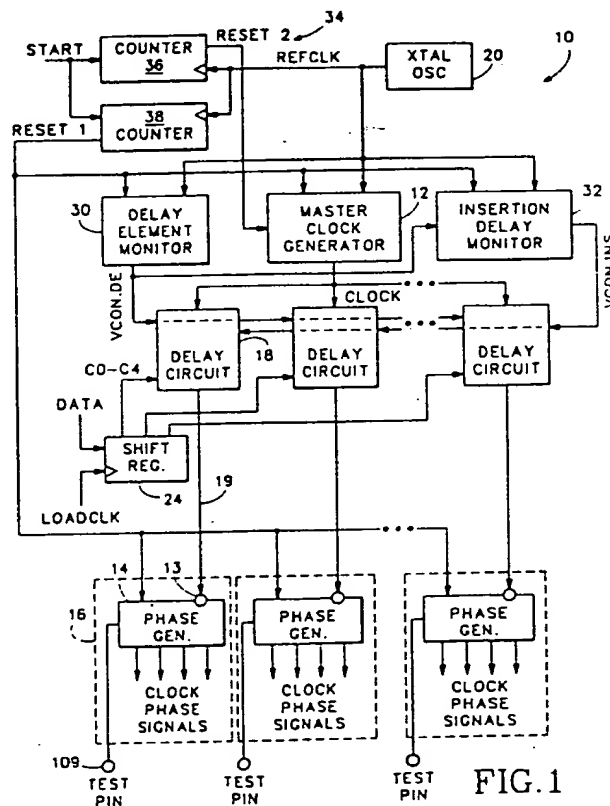 START
COUNTER
36
RESET 2
34
REFCLK
XTAL
OSC
20
10
38
COUNTER
RESET 1
30
DELAY
ELEMENT
MONITOR
MASTER
CLOCK
GENERATOR
12
INSERTION
DELAY
MONITOR
32
VCON.DE
CLOCK
VCON.INS
DELAY
CIRCUIT
18
DELAY
CIRCUIT
DELAY
CIRCUIT
C0-C4
DATA
SHIFT
REG.
24
LOADCLK
19
16
14
13
PHASE
GEN.
CLOCK
PHASE
SIGNALS
PHASE
GEN.
CLOCK
PHASE
SIGNALS
PHASE
GEN.
CLOCK
PHASE
SIGNALS
109
TEST
PIN
TEST
PIN
TEST
PIN
FIG.1